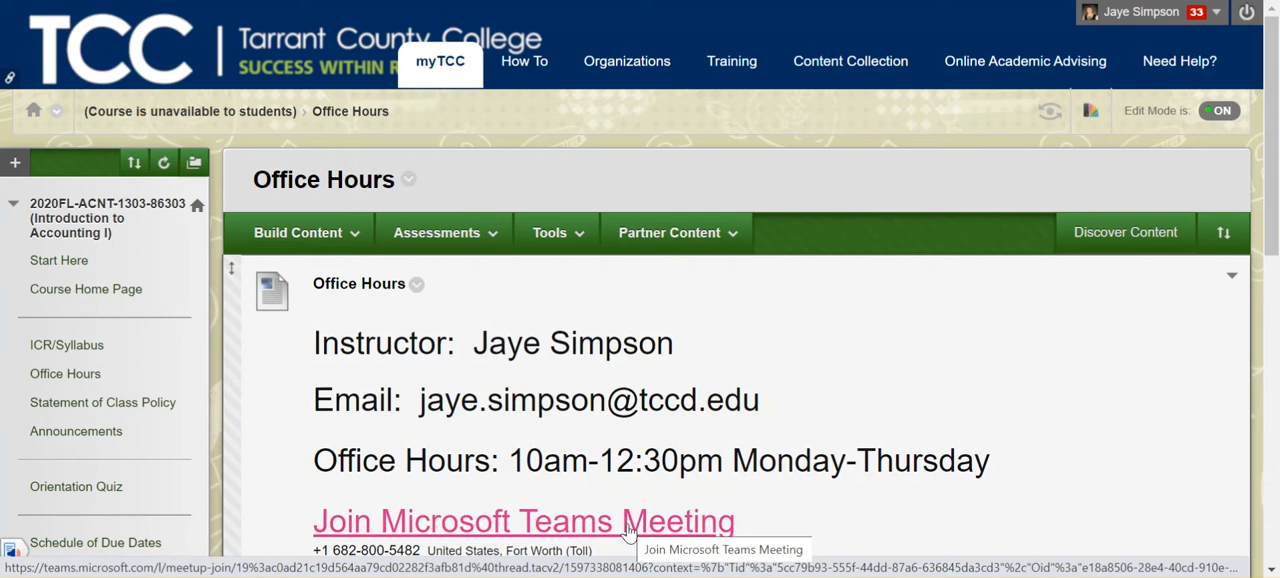 Jaye Simpson 33
TCC
Tarrant County College
SUCCESS WITHIN R
myTCC
How To
Organizations
Training
Content Collection
Online Academic Advising
Need Help?
(Course is unavailable to students) › Office Hours
Edit Mode is: ON
2020FL-ACNT-1303-86303
(Introduction to
Accounting I)
Start Here
Course Home Page
ICR/Syllabus
Office Hours
Statement of Class Policy
Announcements
Orientation Quiz
Schedule of Due Dates
Office Hours
Build Content
Assessments
Tools
Partner Content
Discover Content
Office Hours
Instructor:  Jaye Simpson
Email:  jaye.simpson@tccd.edu
Office Hours: 10am-12:30pm Monday-Thursday
Join Microsoft Teams Meeting
+1 682-800-5482  United States, Fort Worth (Toll)
Join Microsoft Teams Meeting
https://teams.microsoft.com/l/meetup-join/19%3ac0ad21c19d564aa79cd02282f3afb81d%40thread.tacv2/1597338081406?context=%7b"Tid"%3a"5cc79b93-555f-44dd-87a6-636845da3cd3"%2c"Oid"%3a"e18a8506-28e4-40cd-910e-...